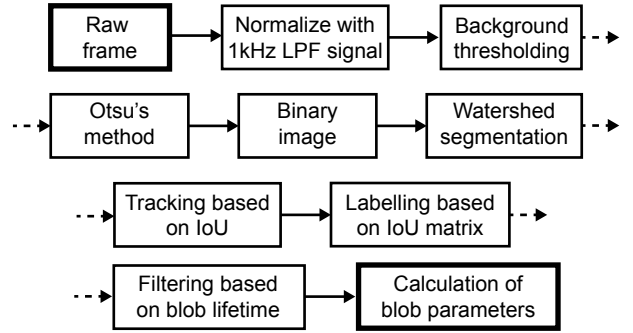 Raw
frame
Normalize with
1kHz LPF signal
Background
thresholding
Otsu's
method
Binary
image
Watershed
segmentation
Tracking based
on IoU
Labelling based
on IoU matrix
Filtering based
on blob lifetime
Calculation of
blob parameters